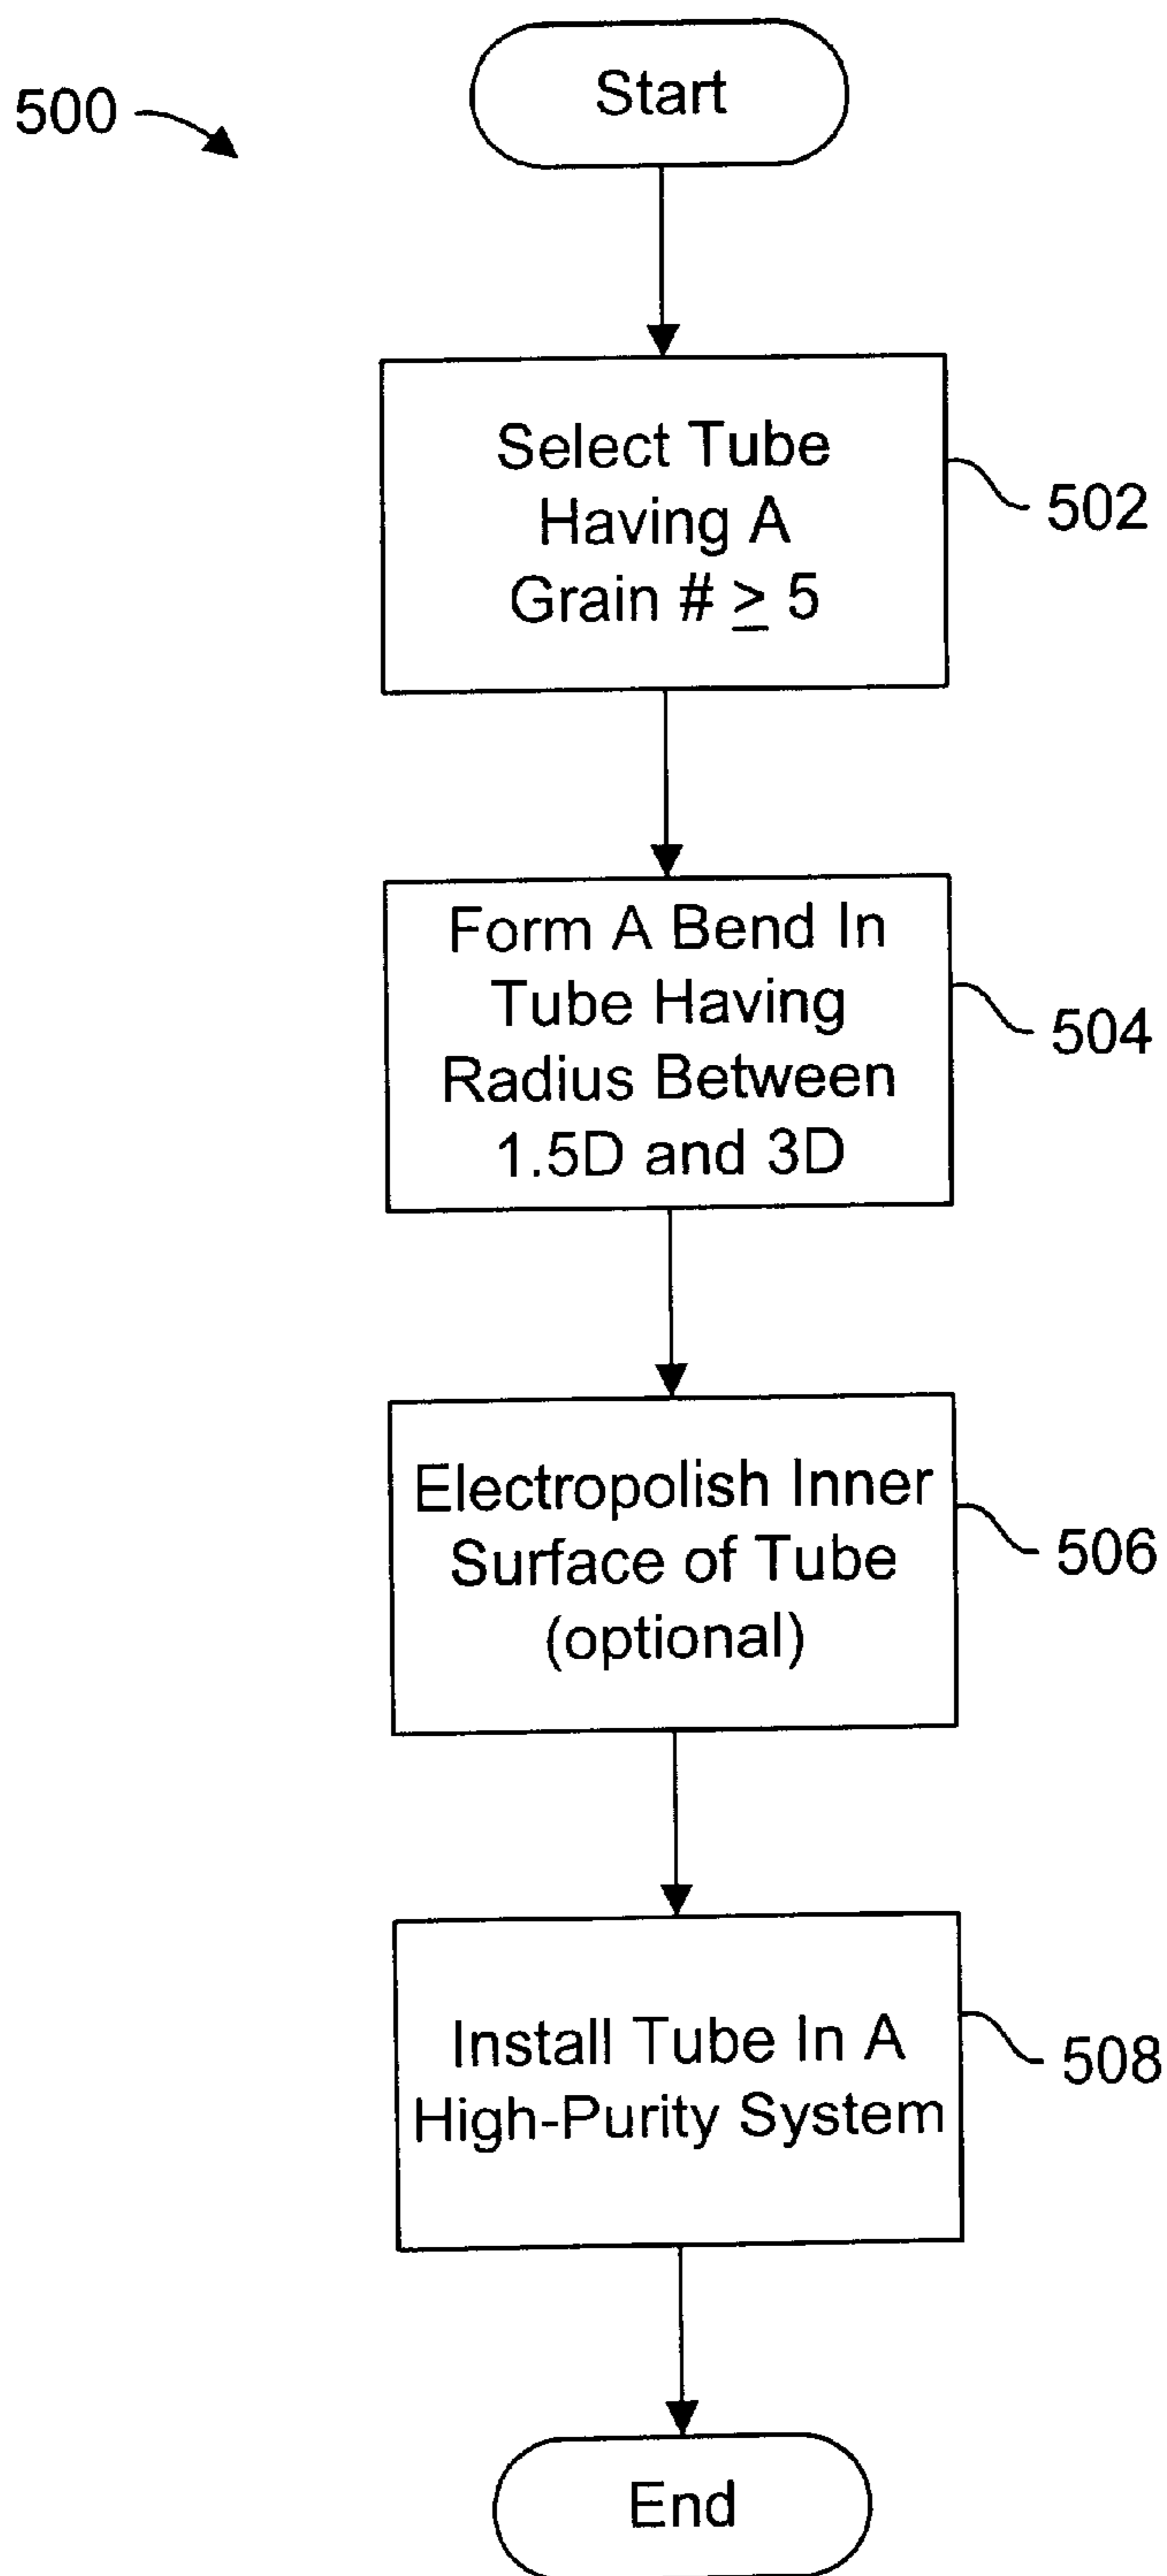 Start
500
Select Tube
Having A
Grain # ≥ 5
502
Form A Bend In
Tube Having
Radius Between
1.5D and 3D
504
Electropolish Inner
Surface of Tube
(optional)
506
Install Tube In A
High-Purity System
508
End